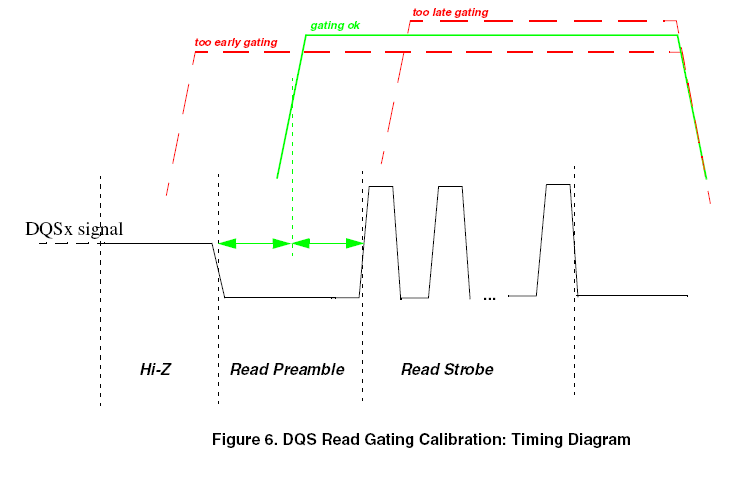 too late gating
gating ok
too early gating
DQSx signal
...
Hi-Z
Read Preamble
Read Strobe
Figure 6. DQS Read Gating Calibration: Timing Diagram